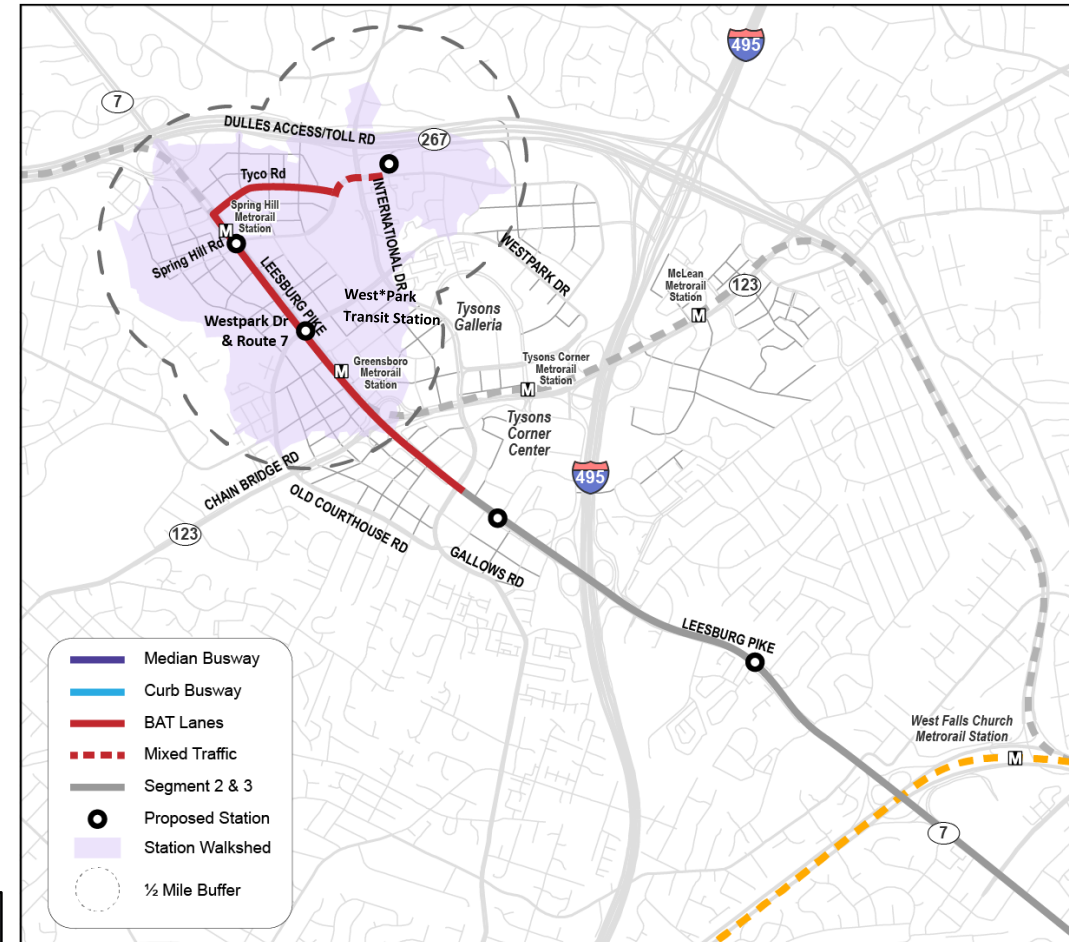 495
7
DULLES ACCESS/TOLL RD
267
Tyco Rd
Spring Hill
Metrorail
Station
M
Spring Hill Rd
INTERNATIONAL DR
LEESBURG PIKE
WESTPARK DR
West*Park
Transit Station
Westpark Dr
& Route 7
Tysons
Galleria
McLean
Metrorail
Station
M
123
Greensboro
Metrorail
Station
M
Tysons Corner
Metrorail
Station
M
Tysons
Corner
Center
495
CHAIN BRIDGE RD
OLD COURTHOUSE RD
123
GALLOWS RD
LEESBURG PIKE
West Falls Church
Metrorail Station
M
7
Median Busway
Curb Busway
BAT Lanes
Mixed Traffic
Segment 2 & 3
Proposed Station
Station Walkshed
½ Mile Buffer